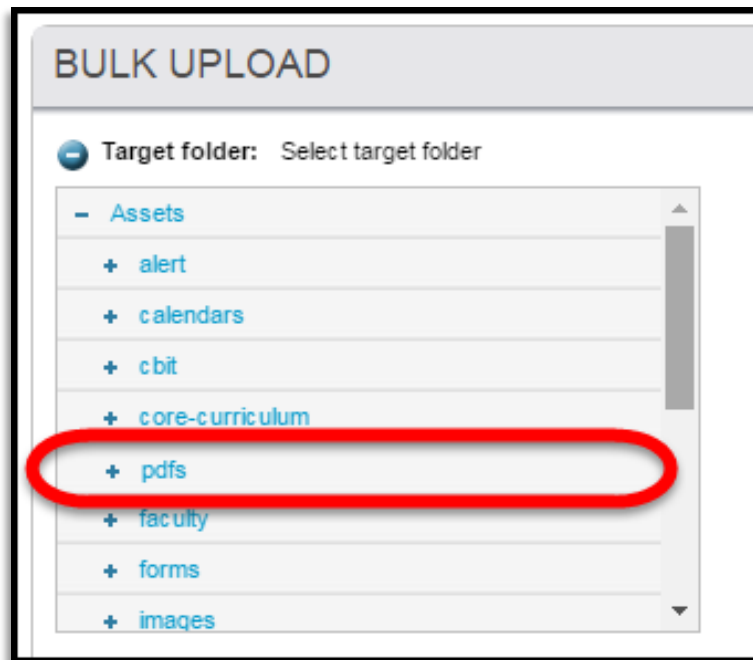 BULK UPLOAD
Target folder: Select target folder
Assets
alert
calendars
cbit
core-curriculum
pdfs
faculty
forms
images